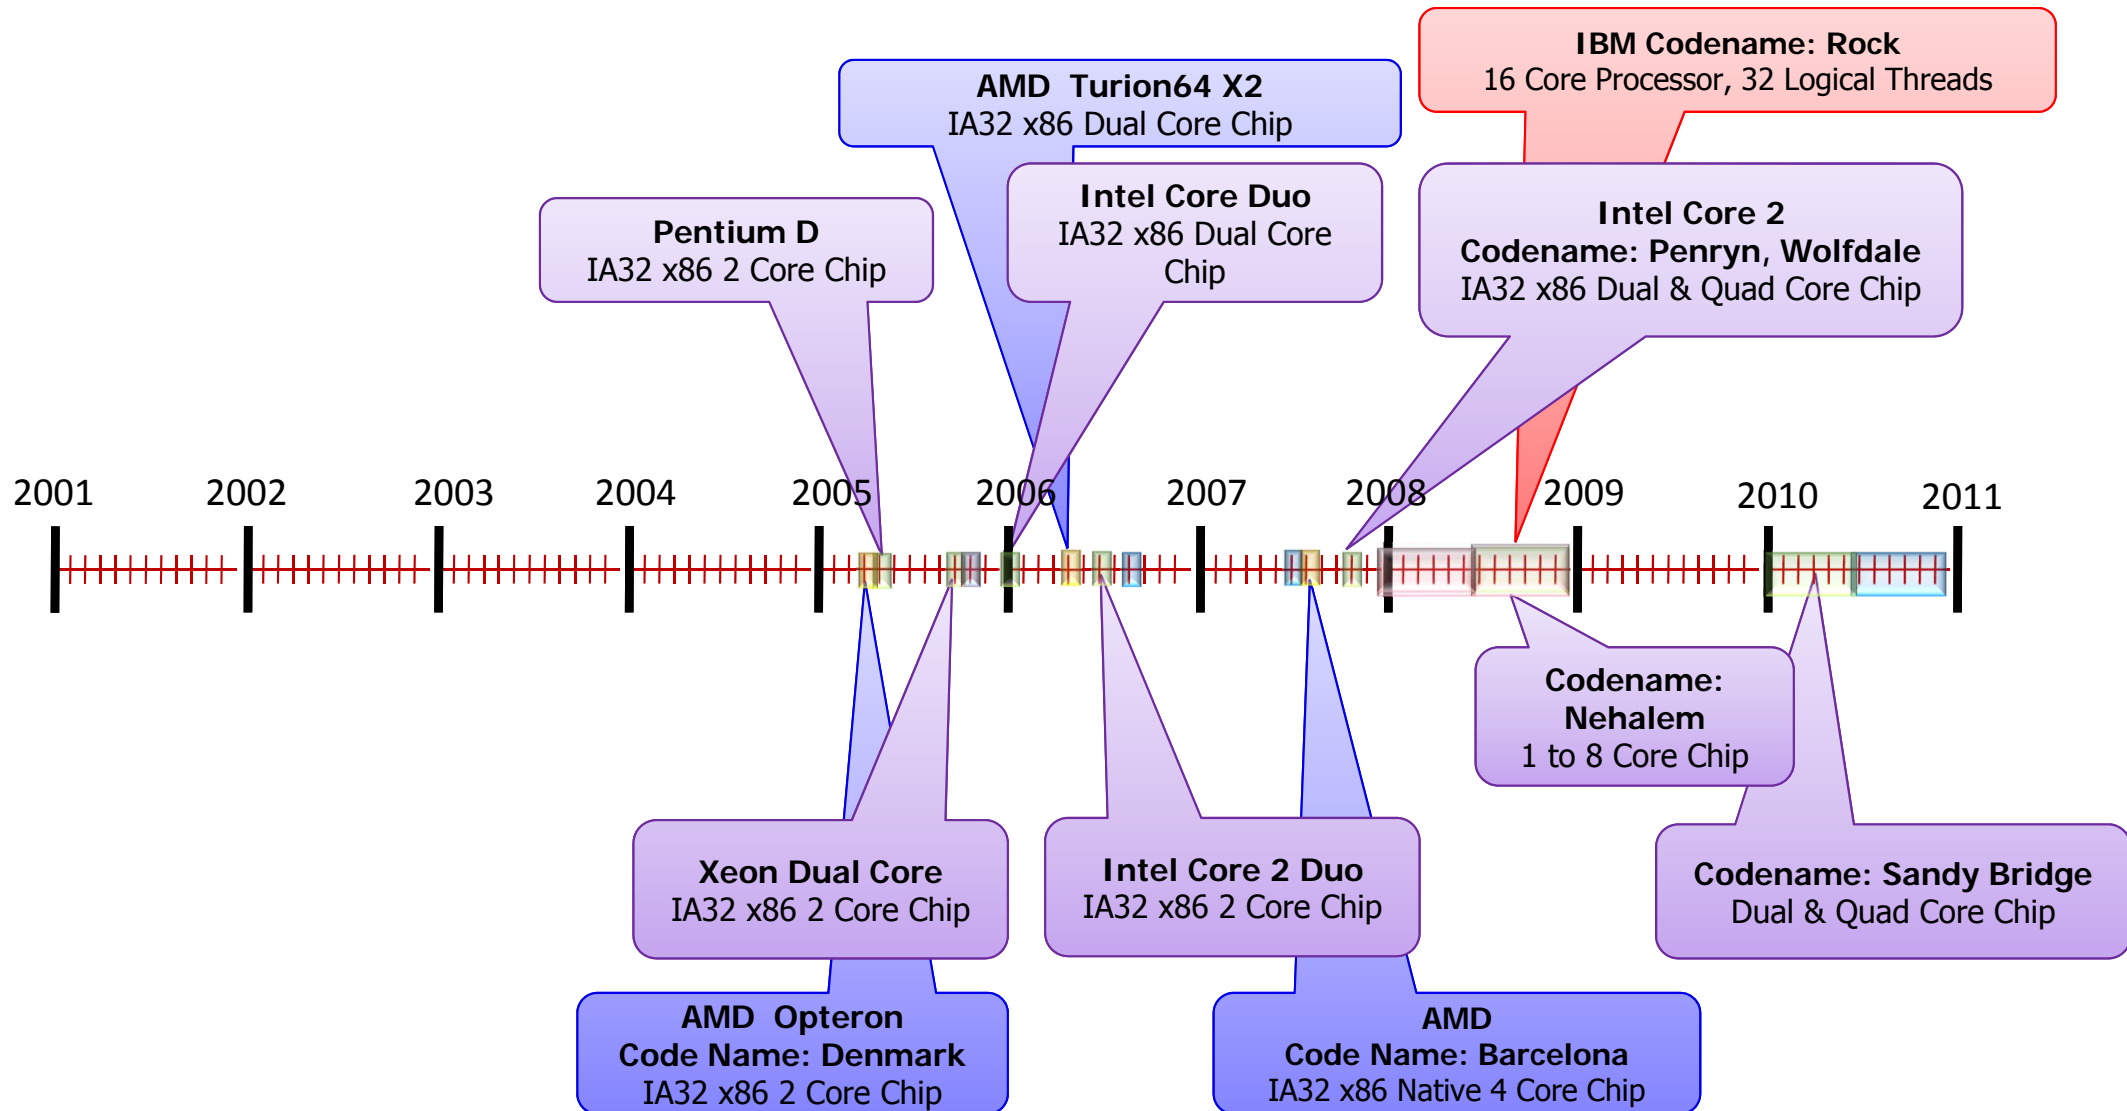 IBM Codename: Rock
16 Core Processor, 32 Logical Threads
AMD Turion64 X2
IA32 x86 Dual Core Chip
Intel Core Duo
IA32 x86 Dual Core
Chip
Intel Core 2
Codename: Penryn, Wolfdale
IA32 x86 Dual & Quad Core Chip
Pentium D
IA32 x86 2 Core Chip
2001
2002
2003
2004
2005
2006
2007
2008
2009
2010
2011
Codename:
Nehalem
1 to 8 Core Chip
Xeon Dual Core
IA32 x86 2 Core Chip
Intel Core 2 Duo
IA32 x86 2 Core Chip
Codename: Sandy Bridge
Dual & Quad Core Chip
AMD Opteron
Code Name: Denmark
IA32 x86 2 Core Chip
AMD
Code Name: Barcelona
IA32 x86 Native 4 Core Chip